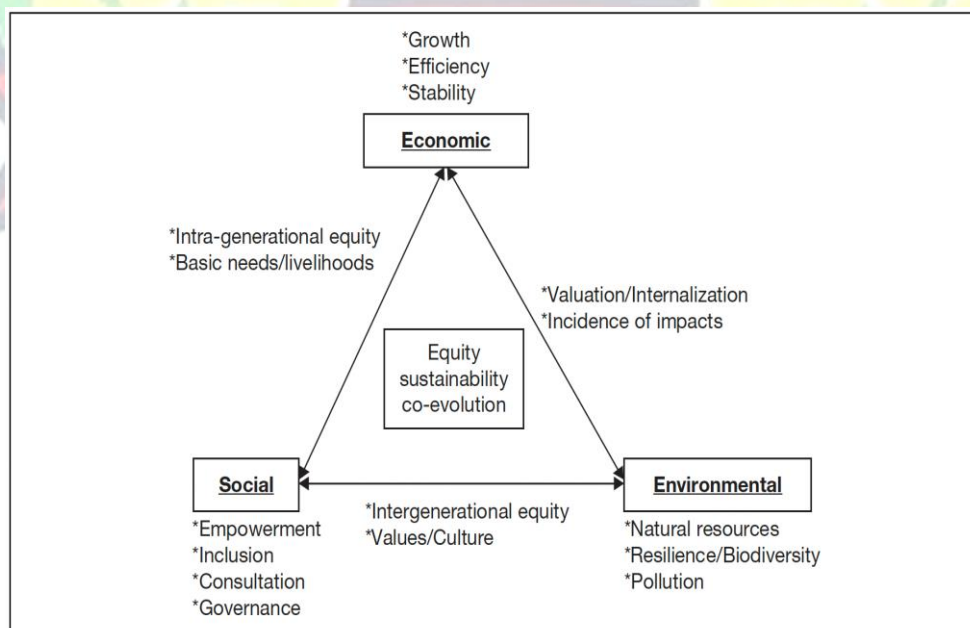 *Growth
*Efficiency
*Stability
Economic
*Intra-generational equity
*Basic needs/livelihoods
*Valuation/Internalization
*Incidence of impacts
Equity
sustainability
co-evolution
Social
Environmental
*Intergenerational equity
*Values/Culture
*Empowerment
*Inclusion
*Consultation
*Governance
*Natural resources
*Resilience/Biodiversity
*Pollution